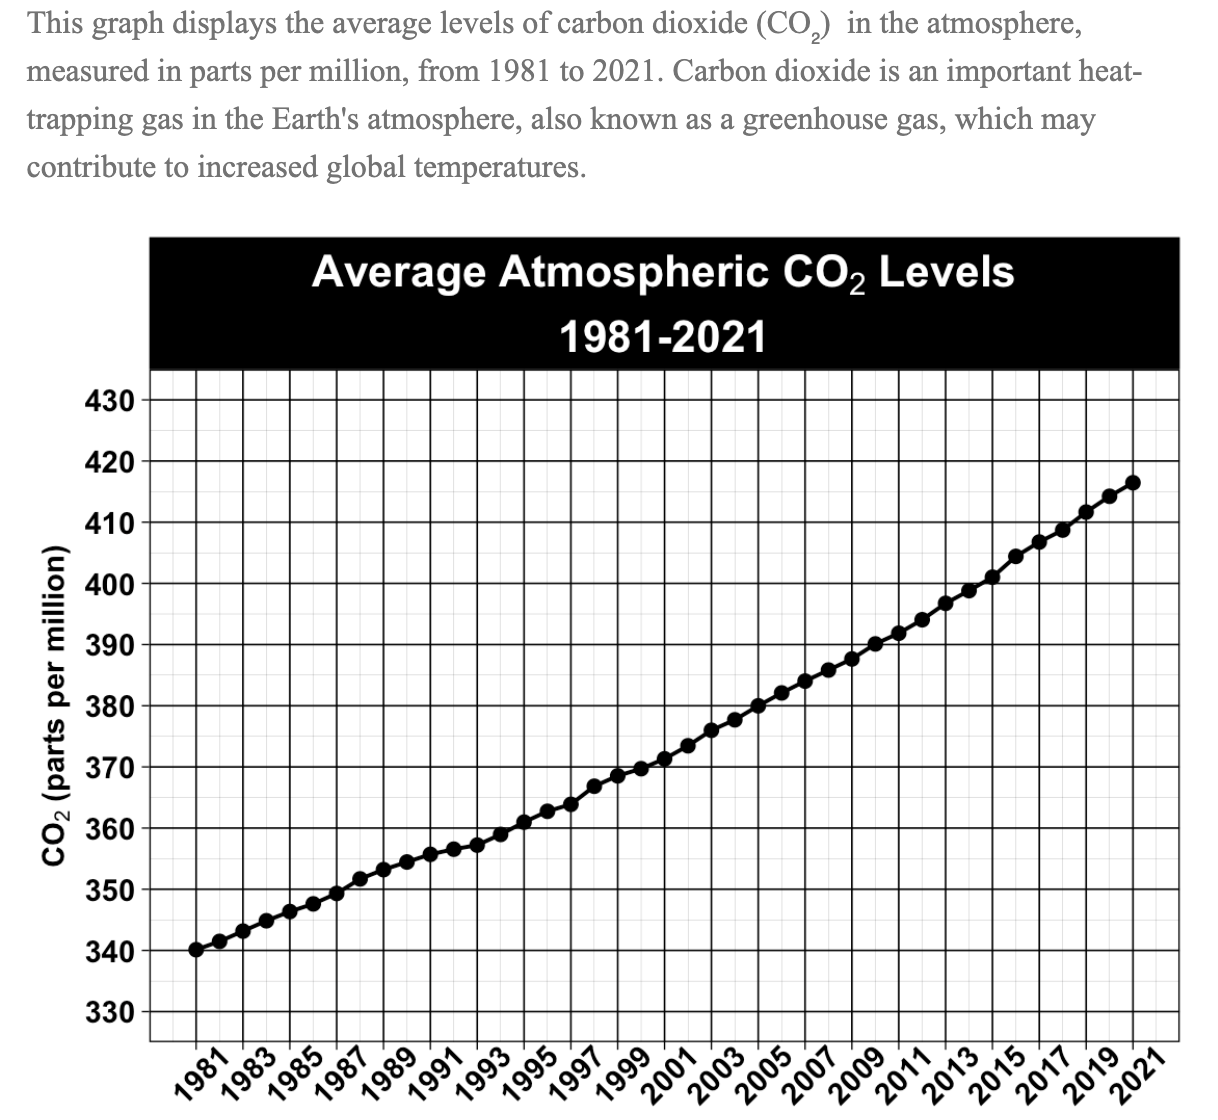 This graph displays the average levels of carbon dioxide (CO₂) in the atmosphere,
measured in parts per million, from 1981 to 2021. Carbon dioxide is an important heat-
trapping gas in the Earth's atmosphere, also known as a greenhouse gas, which may
contribute to increased global temperatures.
Average Atmospheric CO₂ Levels
1981-2021
CO₂ (parts per million)
430
420
410
400
390
380
370
360
350
340
330
1981 1983 1985 1987 1989 1991 1993 1995 1997 1999 2001 2003 2005 2007 2009 2011 2013 2015 2017 2019 2021